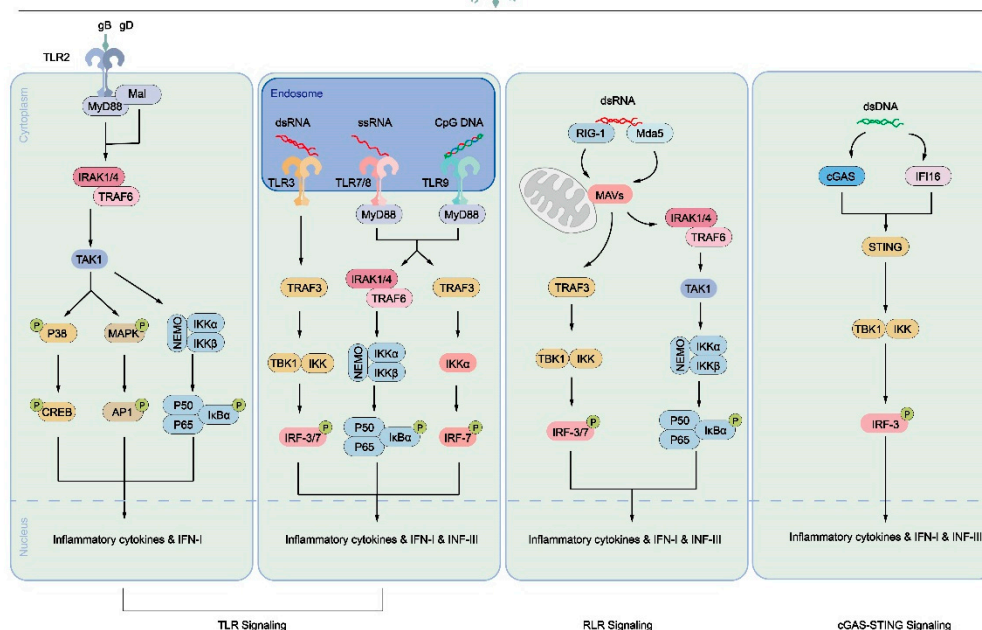 gB gD
TLR2
Cyrtoplasm
Mal
MyD88
IRAK1/4
TRAF6
TAK1
P
P38
MAPK
P
NEMO
IKKα
IKKβ
P
CREB
AP1
P
P50
P65
IκBα
P
Nucleus
Inflammatory cytokines & IFN-I
Endosome
dsRNA
ssRNA
CpG DNA
TLR3
TLR7/8
TLR9
MyD88
MyD88
TRAF3
IRAK1/4
TRAF6
TRAF3
TBK1
IKK
NEMO
IKKα
IKKβ
IKKα
IRF-3/7
P
P50
P65
IκBα
P
IRF-7
P
Inflammatory cytokines & IFN-I & INF-III
dsRNA
RIG-1
Mda5
MAVs
IRAK1/4
TRAF6
TRAF3
TAK1
TBK1
IKK
NEMO
IKKα
IKKβ
IRF-3/7
P
P50
P65
IκBα
P
Inflammatory cytokines & IFN-I & INF-III
dsDNA
cGAS
IFI16
STING
TBK1
IKK
P
IRF-3
Inflammatory cytokines & IFN-I & INF-III
TLR Signaling
RLR Signaling
cGAS-STING Signaling